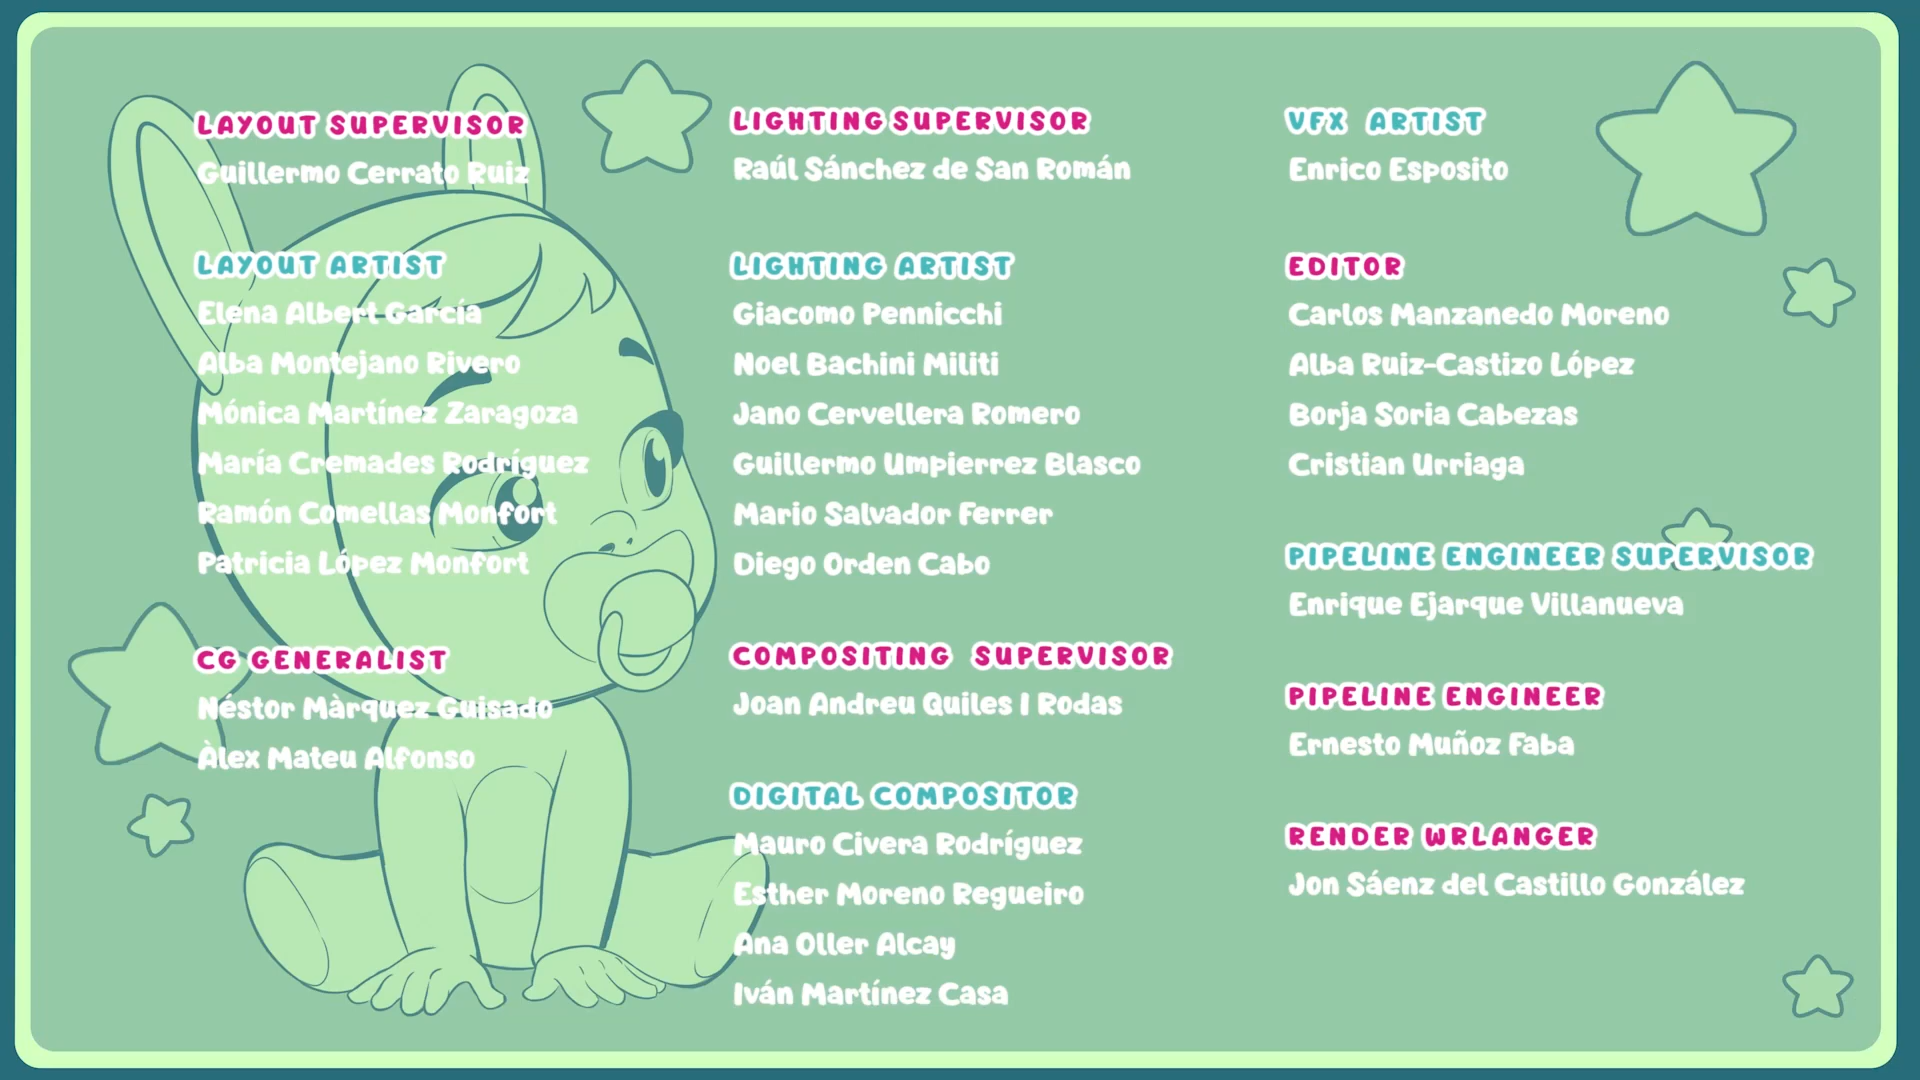 LAYOUT SUPERVISOR
Guillermo Cerrato Ruiz
LAYOUT ARTIST
Elena Albert García
Alba Montejano Rivero
Mónica Martínez Zaragoza
María Cremades Rodríguez
Ramón Comellas Monfort
Patricia López Monfort
CG GENERALIST
Néstor Màrquez Guisado
Àlex Mateu Alfonso
LIGHTING SUPERVISOR
Raúl Sánchez de San Román
LIGHTING ARTIST
Giacomo Pennicchi
Noel Bachini Militi
Jano Cervellera Romero
Guillermo Umpierrez Blasco
Mario Salvador Ferrer
Diego Orden Cabo
COMPOSITING SUPERVISOR
Joan Andreu Quiles I Rodas
DIGITAL COMPOSITOR
Mauro Civera Rodríguez
Esther Moreno Regueiro
Ana Oller Alcay
Iván Martínez Casa
VFX ARTIST
Enrico Esposito
EDITOR
Carlos Manzanedo Moreno
Alba Ruiz-Castizo López
Borja Soria Cabezas
Cristian Urriaga
PIPELINE ENGINEER SUPERVISOR
Enrique Ejarque Villanueva
PIPELINE ENGINEER
Ernesto Muñoz Faba
RENDER WRLANGER
Jon Sáenz del Castillo González